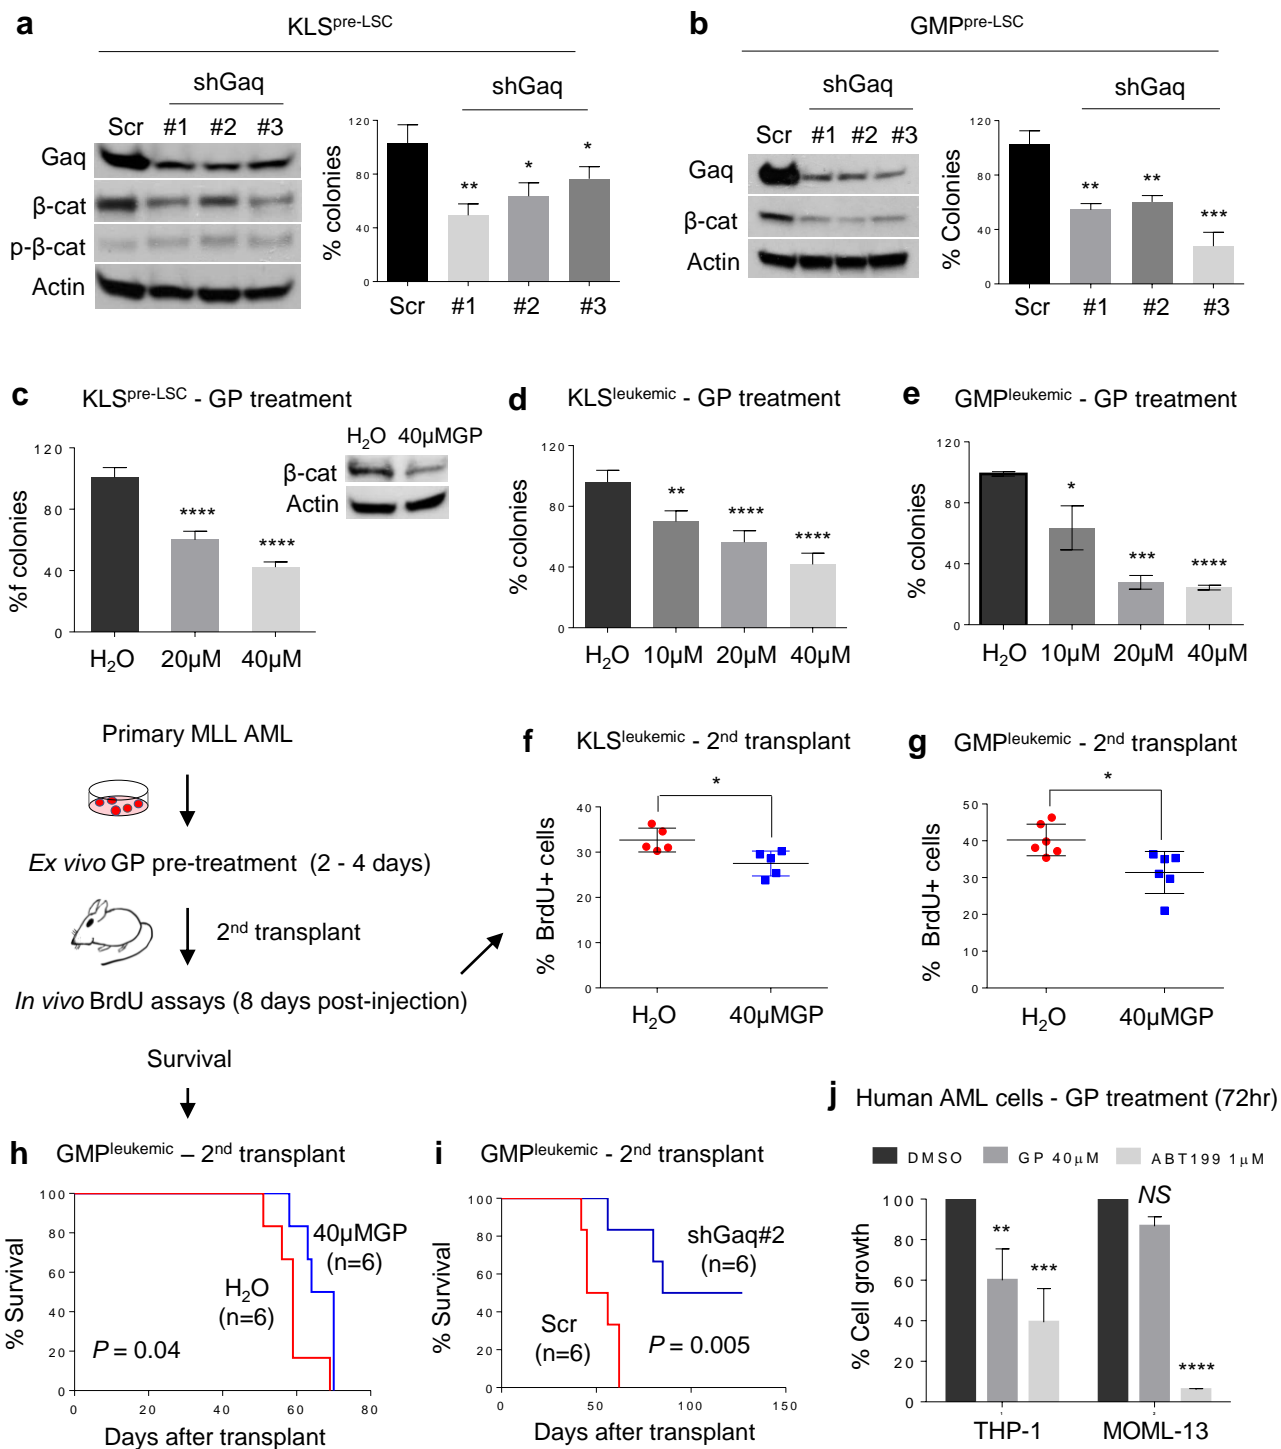 a
KLSpre-LSC
shGaq
Scr #1 #2 #3
Gaq
β-cat
p-β-cat
Actin
shGaq
% colonies
120
80
40
0
** * *
Scr #1 #2 #3
b
GMPpre-LSC
shGaq
Scr #1 #2 #3
Gaq
β-cat
Actin
shGaq
% Colonies
120
80
40
0
** ** ***
Scr #1 #2 #3
c KLSpre-LSC - GP treatment
%f colonies
120
80
40
0
**** ****
H2O 20µM 40µM
H2O 40µMGP
β-cat
Actin
d KLSleukemic - GP treatment
% colonies
120
80
40
0
** **** ****
H2O 10µM 20µM 40µM
e GMPleukemic - GP treatment
% colonies
120
80
40
0
* *** ****
H2O 10µM 20µM 40µM
Primary MLL AML
Ex vivo GP pre-treatment (2 - 4 days)
2nd transplant
In vivo BrdU assays (8 days post-injection)
Survival
f KLSleukemic - 2nd transplant
% BrdU+ cells
40
30
20
10
0
*
H2O 40µMGP
g GMPleukemic - 2nd transplant
% BrdU+ cells
50
40
30
20
10
0
*
H2O 40µMGP
h GMPleukemic – 2nd transplant
% Survival
100
80
60
40
20
0
40µMGP
(n=6)
H2O
(n=6)
P = 0.04
0 20 40 60 80
Days after transplant
i GMPleukemic - 2nd transplant
% Survival
100
80
60
40
20
0
shGaq#2
(n=6)
Scr
(n=6)
P = 0.005
0 50 100 150
Days after transplant
j Human AML cells - GP treatment (72hr)
DMSO GP 40µM ABT199 1µM
% Cell growth
100
80
60
40
20
0
** *** NS ****
THP-1 MOML-13